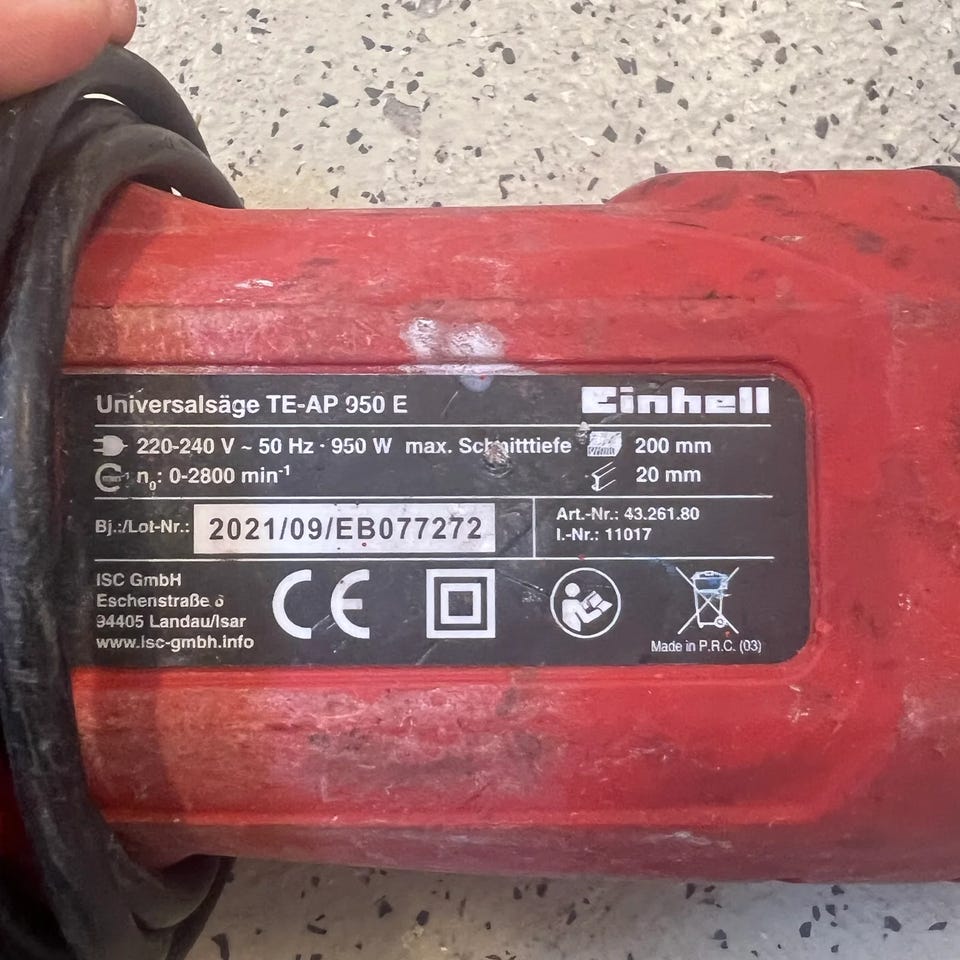 Universalsäge TE-AP 950 E
Einhell
220-240 V ~ 50 Hz · 950 W max. Schnitttiefe 200 mm
n₀: 0-2800 min⁻¹ 20 mm
Bj.:/Lot-Nr.: 2021/09/EB077272
Art.-Nr.: 43.261.80
I.-Nr.: 11017
ISC GmbH
Eschenstraße 6
94405 Landau/Isar
www.isc-gmbh.info
CE
Made in P.R.C. (03)